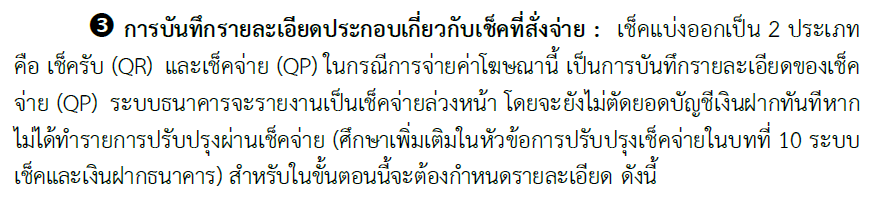 ❸ การบันทึกรายละเอียดประกอบเกี่ยวกับเช็คที่สั่งจ่าย : เช็คแบ่งออกเป็น 2 ประเภท
คือ เช็ครับ (QR) และเช็คจ่าย (QP) ในกรณีการจ่ายค่าโฆษณานี้ เป็นการบันทึกรายละเอียดของเช็ค
จ่าย (QP) ระบบธนาคารจะรายงานเป็นเช็คจ่ายล่วงหน้า โดยจะยังไม่ตัดยอดบัญชีเงินฝากทันทีหาก
ไม่ได้ทำรายการปรับปรุงผ่านเช็คจ่าย (ศึกษาเพิ่มเติมในหัวข้อการปรับปรุงเช็คจ่ายในบทที่ 10 ระบบ
เช็คและเงินฝากธนาคาร) สำหรับในขั้นตอนนี้จะต้องกำหนดรายละเอียด ดังนี้